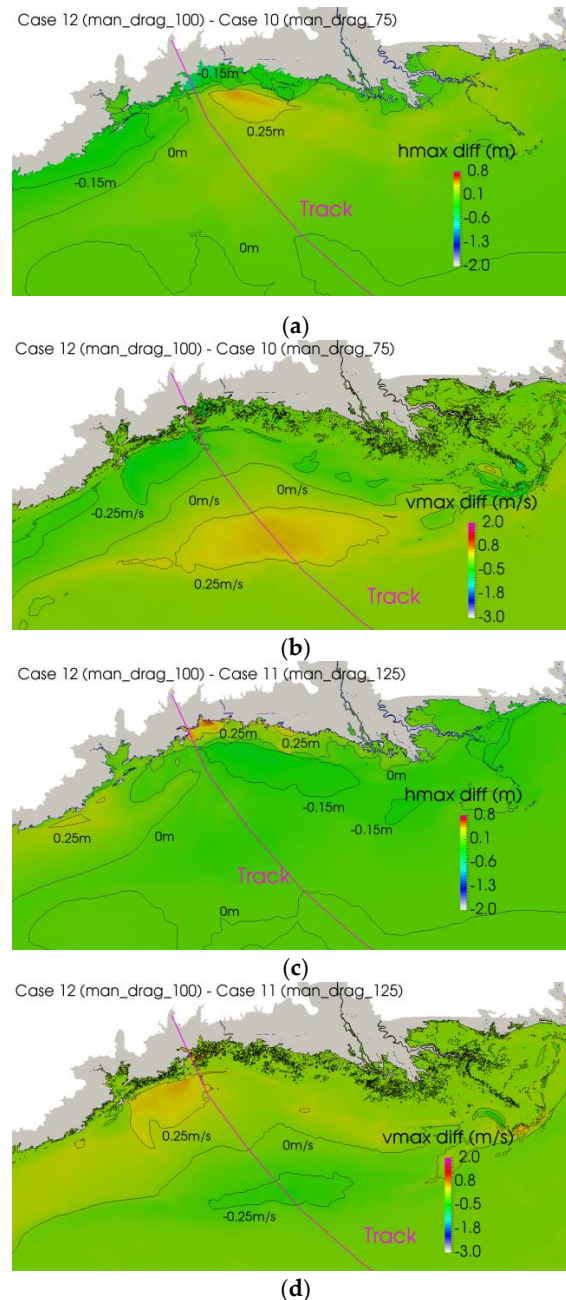 Case 12 (man_drag_100) - Case 10 (man_drag_75)
-0.15m
0.25m
0m
hmax diff (m)
-0.15m
0.8
0.1
Track
-0.6
0m
-1.3
-2.0
(a)
Case 12 (man_drag_100) - Case 10 (man_drag_75)
0m/s
0m/s
-0.25m/s
vmax diff (m/s)
2.0
0.8
0.25m/s
-0.5
Track
-1.8
-3.0
(b)
Case 12 (man_drag_100) - Case 11 (man_drag_125)
0.25m
0.25m
0m
hmax diff (m)
-0.15m
-0.15m
0.25m
0m
0.8
0.1
Track
-0.6
0m
-1.3
-2.0
(c)
Case 12 (man_drag_100) - Case 11 (man_drag_125)
0.25m/s
0m/s
vmax diff (m/s)
2.0
0.8
-0.25m/s
-0.5
Track
-1.8
-3.0
(d)